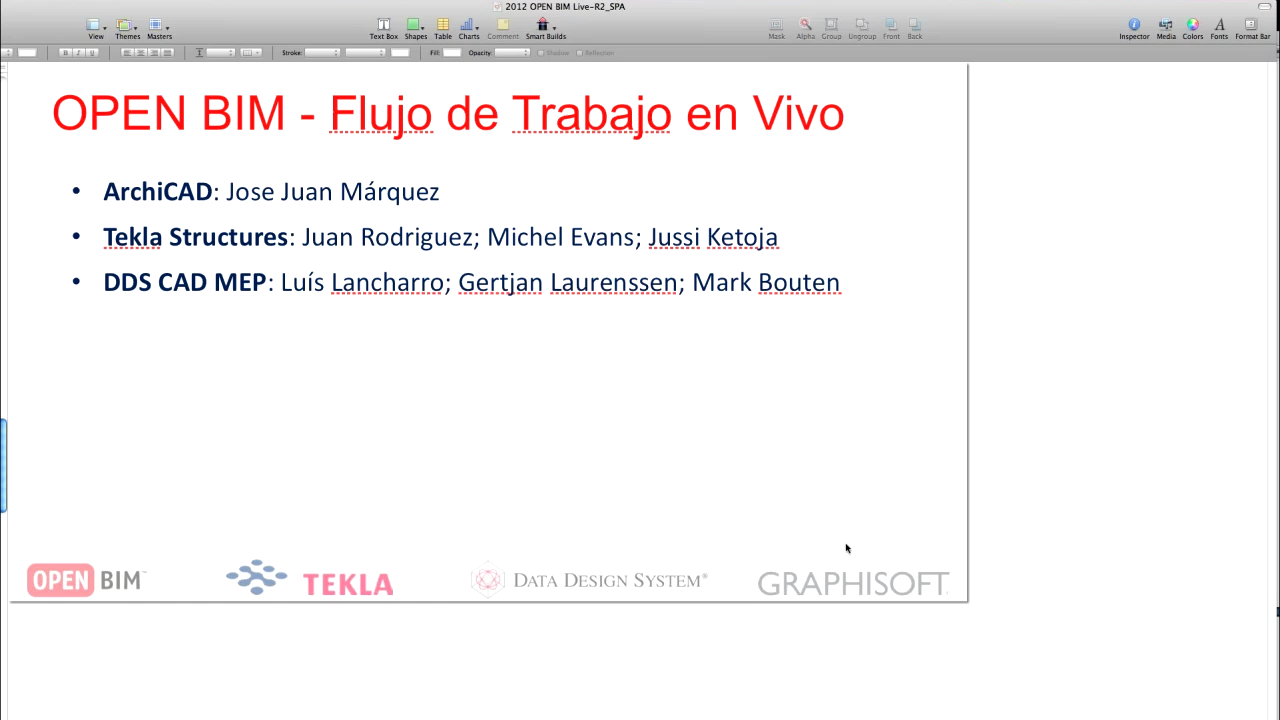 2012 OPEN BIM Live-R2_SPA
View Themes Masters Text Box Shapes Table Charts Comment Smart Builds Mask Alpha Group Ungroup Front Back Inspector Media Colors Fonts Format Bar
B I U Stroke: Fill: Opacity: Shadow Reflection
OPEN BIM - Flujo de Trabajo en Vivo
• ArchiCAD: Jose Juan Márquez
• Tekla Structures: Juan Rodriguez; Michel Evans; Jussi Ketoja
• DDS CAD MEP: Luís Lancharro; Gertjan Laurenssen; Mark Bouten
OPEN BIM™ TEKLA DATA DESIGN SYSTEM® GRAPHISOFT.